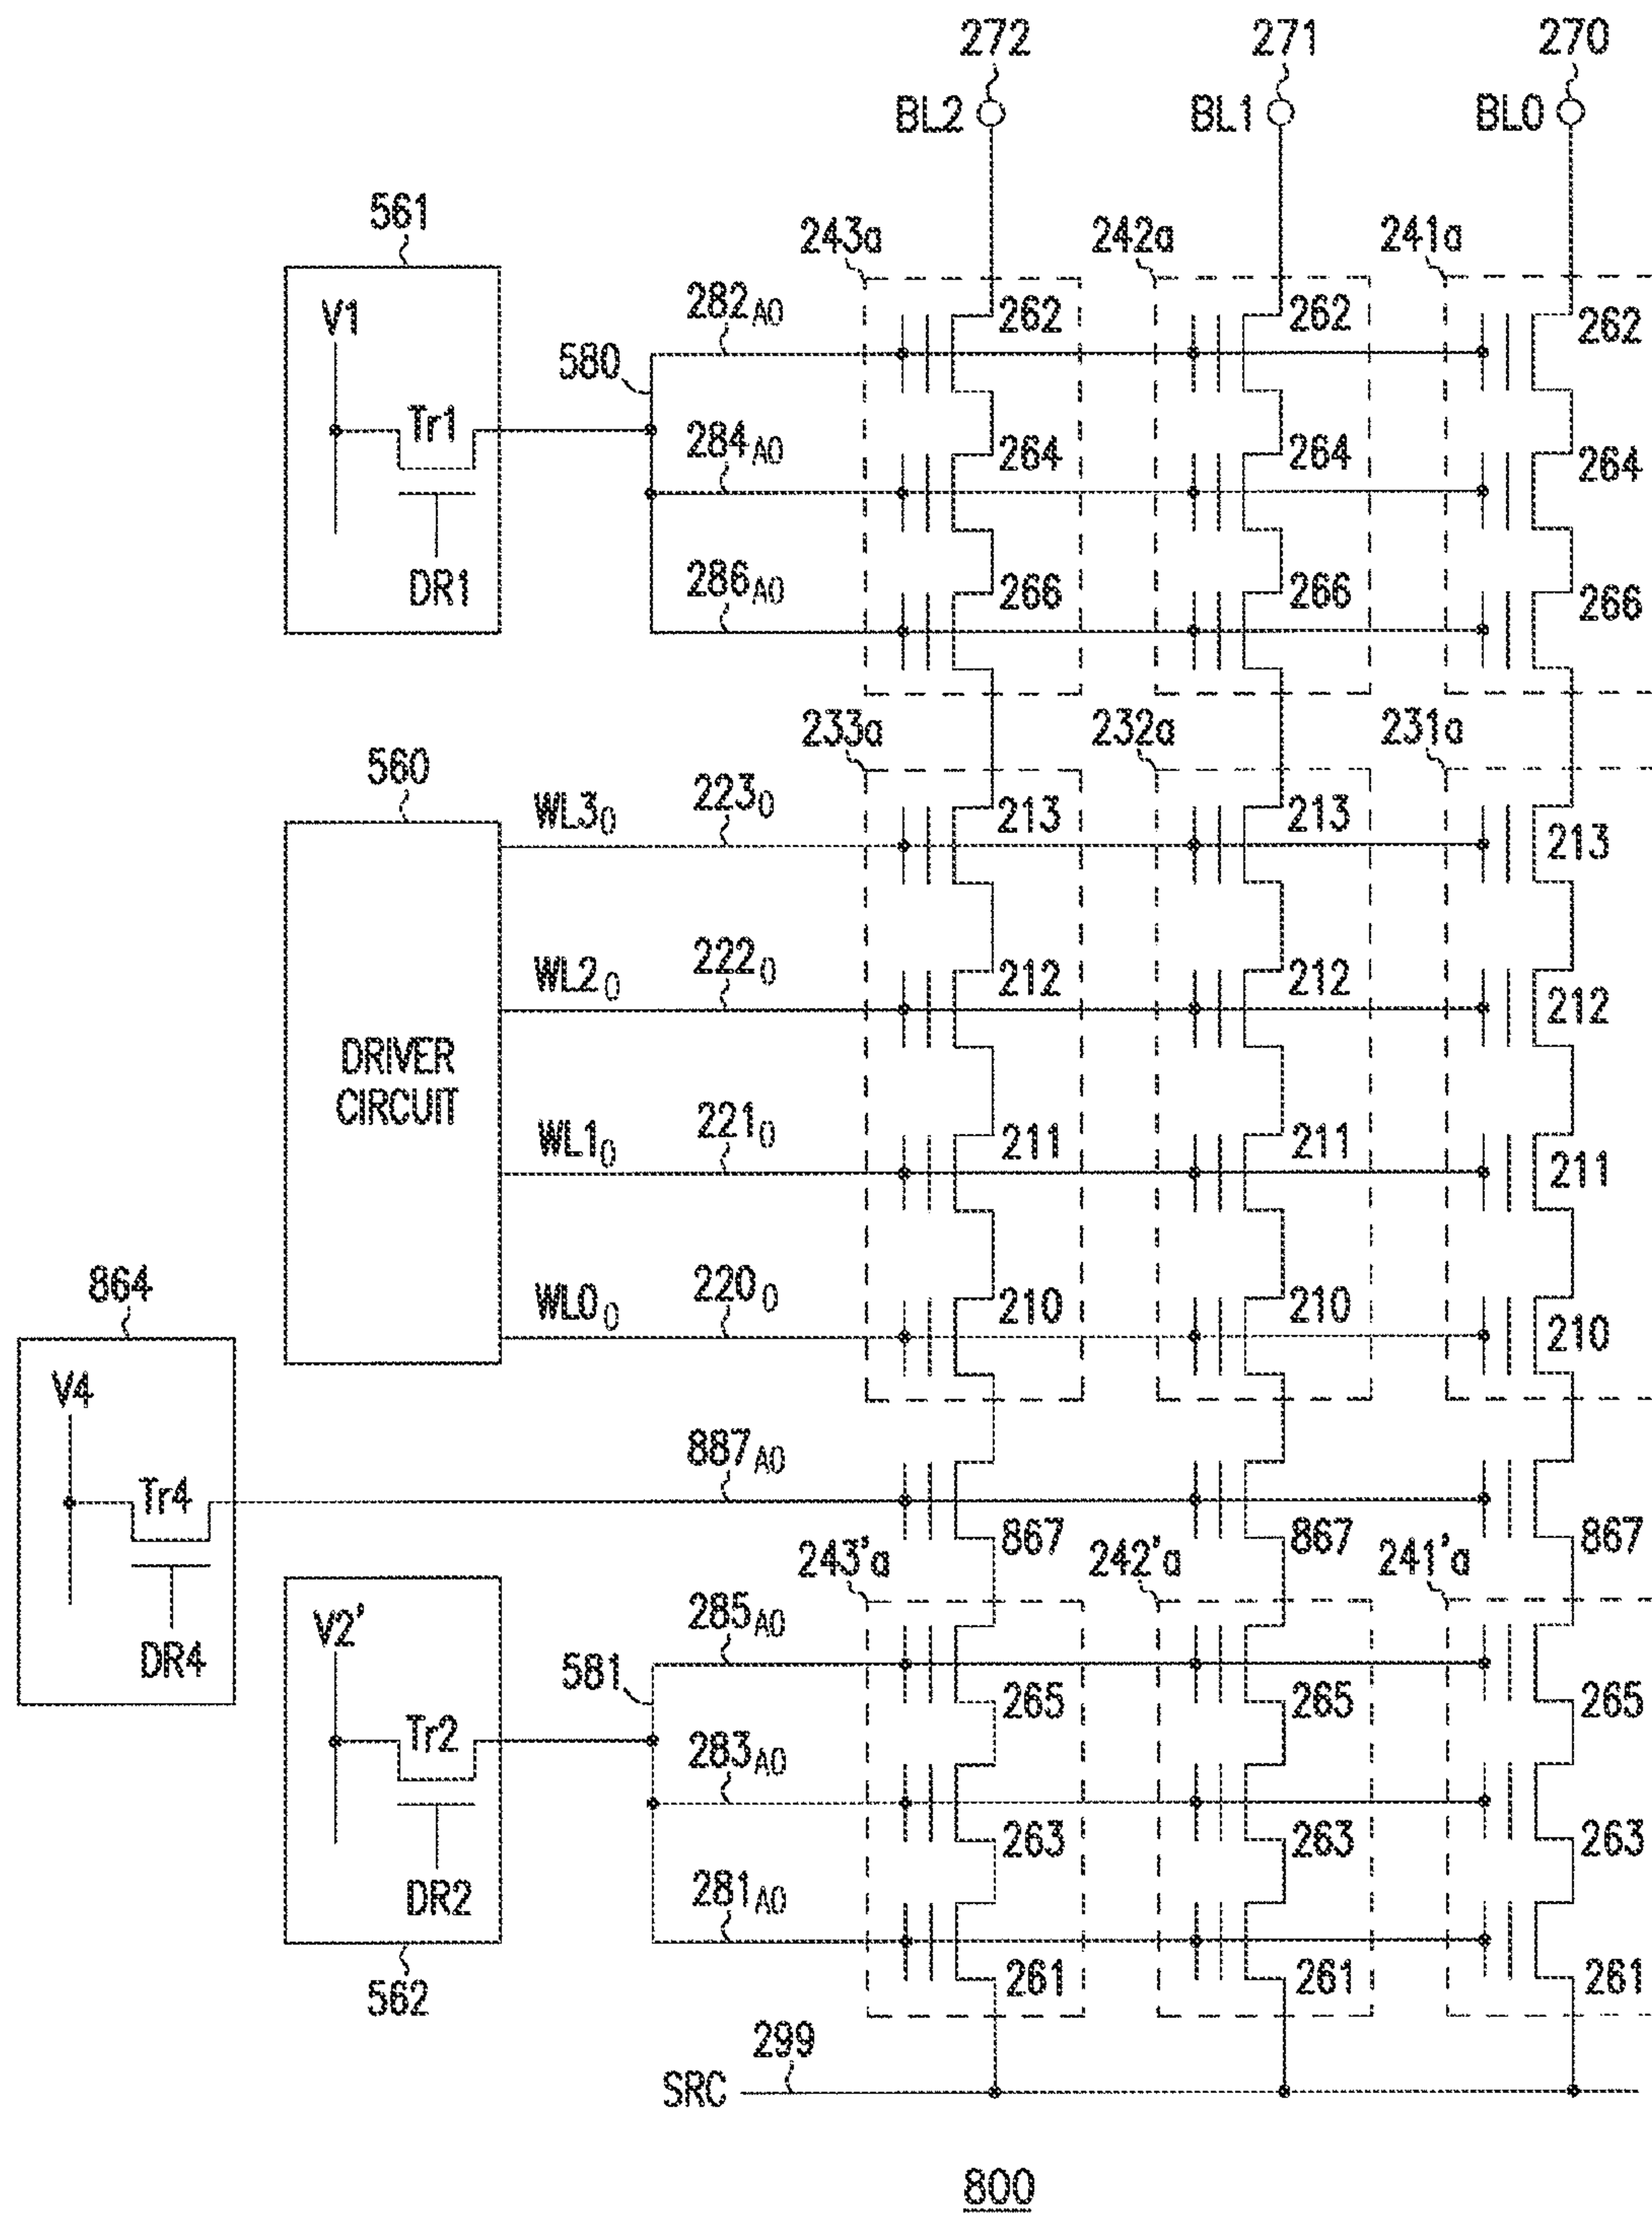 272 271 270
BL2 BL1 BL0
561
243a 242a 241a
V1
282A0
262 262 262
580
Tr1
284A0
264 264 264
286A0
DR1
266 266 266
233a 232a 231a
560
WL3₀ 223₀
213 213 213
WL2₀ 222₀
212 212 212
DRIVER
CIRCUIT
WL1₀ 221₀
211 211 211
864
WL0₀ 220₀
210 210 210
V4
887A0
Tr4
867 867 867
243'a 242'a 241'a
V2'
285A0
DR4
581
265 265 265
Tr2
283A0
263 263 263
DR2
281A0
261 261 261
562
299
SRC
800